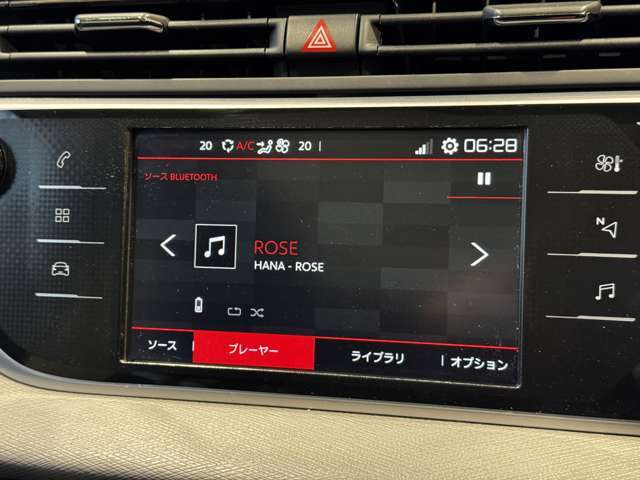 20 A/C 20 06:28
ソース BLUETOOTH
ROSE
HANA - ROSE
ソース プレーヤー ライブラリ オプション
N